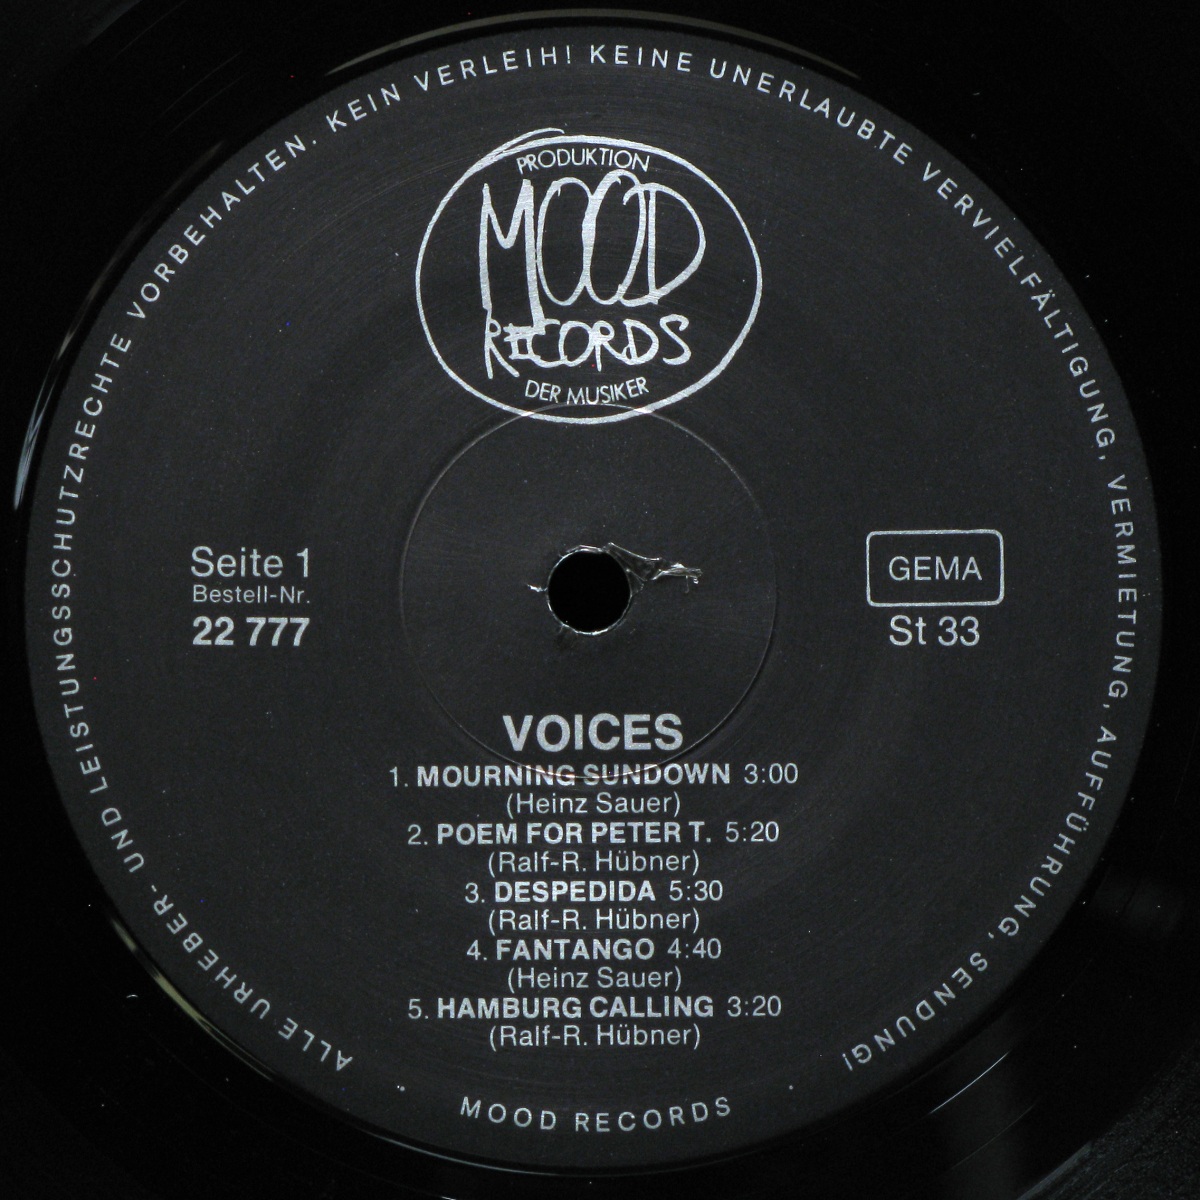 ALLE URHEBER- UND LEISTUNGSSCHUTZRECHTE VORBEHALTEN. KEIN VERLEIH! KEINE UNERLAUBTE VERVIELFÄLTIGUNG, VERMIETUNG, AUFFÜHRUNG, SENDUNG!
PRODUKTION
MOOD
RECORDS
DER MUSIKER
Seite 1
Bestell-Nr.
22 777
GEMA
St 33
VOICES
1. MOURNING SUNDOWN 3:00
(Heinz Sauer)
2. POEM FOR PETER T. 5:20
(Ralf-R. Hübner)
3. DESPEDIDA 5:30
(Ralf-R. Hübner)
4. FANTANGO 4:40
(Heinz Sauer)
5. HAMBURG CALLING 3:20
(Ralf-R. Hübner)
· MOOD RECORDS ·